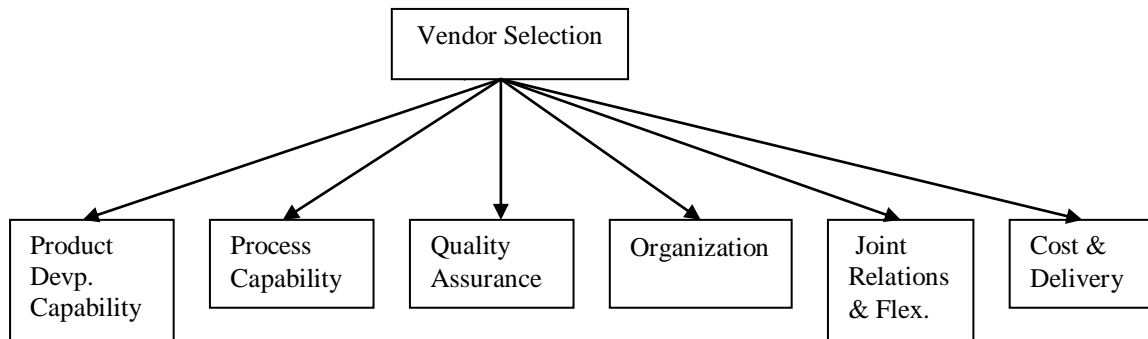 Vendor Selection
Product
Devp.
Capability
Process
Capability
Quality
Assurance
Organization
Joint
Relations
& Flex.
Cost &
Delivery